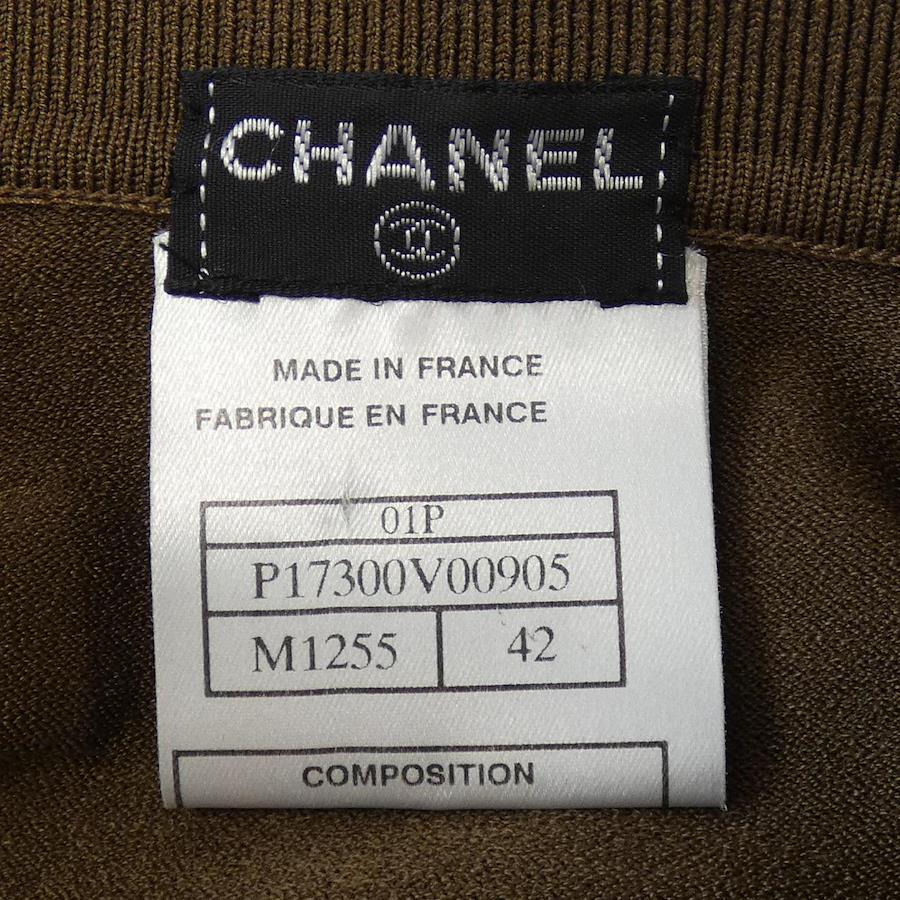 CHANEL
MADE IN FRANCE
FABRIQUE EN FRANCE
01P
P17300V00905
M1255 42
COMPOSITION